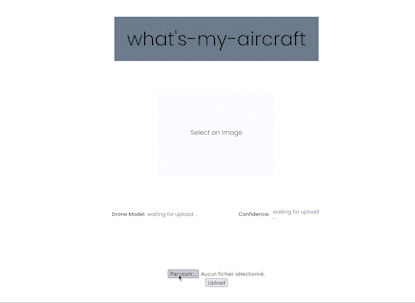 what's-my-aircraft
Select an image
Drone Model: waiting for upload ..
Confidence: waiting for upload
..
Parcourir... Aucun fichier sélectionné.
Upload